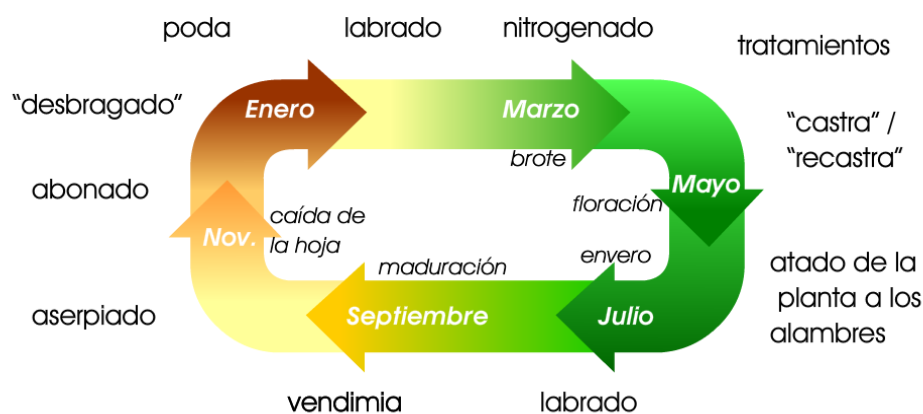 poda
labrado
nitrogenado
tratamientos
“desbragado”
Enero
Marzo
“castra” /
“recastra”
brote
Mayo
abonado
floración
caída de
la hoja
Nov.
envero
maduración
atado de la
planta a los
alambres
aserpiado
Septiembre
Julio
vendimia
labrado